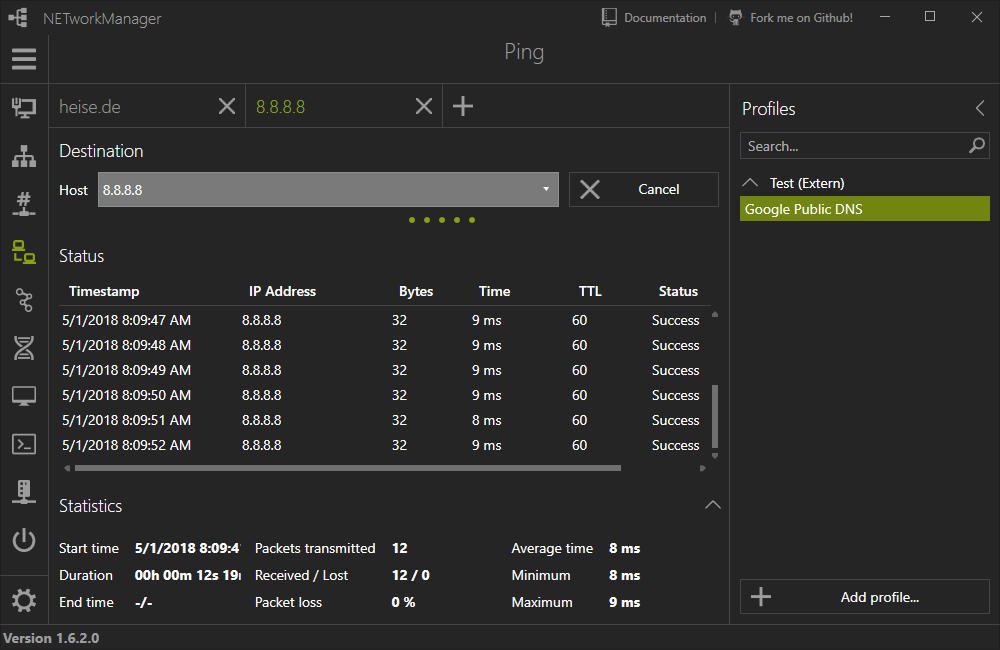 NETworkManager
Documentation
Fork me on Github!
Ping
heise.de
8.8.8.8
Destination
Host 8.8.8.8 Cancel
Status
Timestamp IP Address Bytes Time TTL Status
5/1/2018 8:09:47 AM 8.8.8.8 32 9 ms 60 Success
5/1/2018 8:09:48 AM 8.8.8.8 32 9 ms 60 Success
5/1/2018 8:09:49 AM 8.8.8.8 32 9 ms 60 Success
5/1/2018 8:09:50 AM 8.8.8.8 32 9 ms 60 Success
5/1/2018 8:09:51 AM 8.8.8.8 32 8 ms 60 Success
5/1/2018 8:09:52 AM 8.8.8.8 32 9 ms 60 Success
Statistics
Start time 5/1/2018 8:09:4 Packets transmitted 12 Average time 8 ms
Duration 00h 00m 12s 19 Received / Lost 12 / 0 Minimum 8 ms
End time -/- Packet loss 0 % Maximum 9 ms
Profiles
Search...
Test (Extern)
Google Public DNS
Add profile...
Version 1.6.2.0